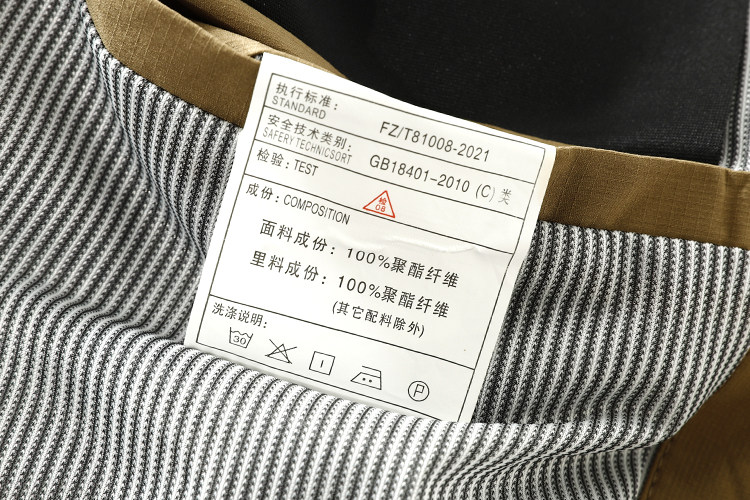 执行标准:
STANDARD
FZ/T81008-2021
安全技术类别:
SAFERY TECHNICSORT
GB18401-2010 (C) 类
检验: TEST
检
08
成份: COMPOSITION
面料成份: 100%聚酯纤维
里料成份: 100%聚酯纤维
(其它配料除外)
洗涤说明:
30
P